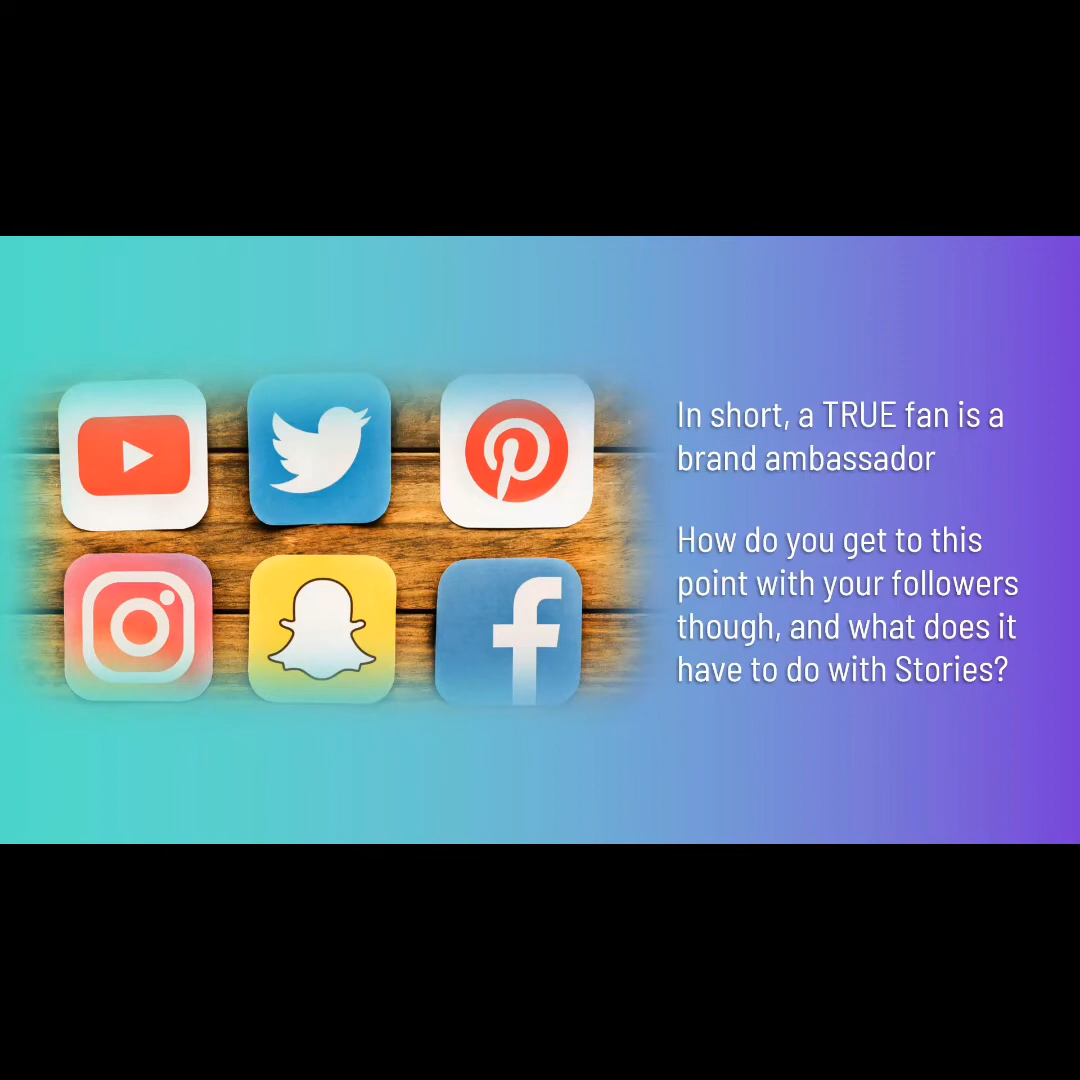 In short, a TRUE fan is a
brand ambassador
How do you get to this
point with your followers
though, and what does it
have to do with Stories?